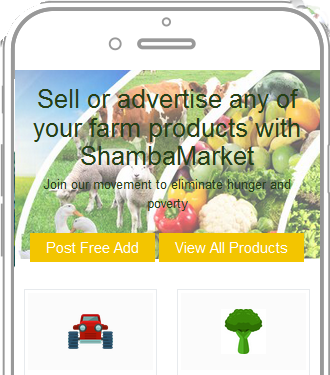 Sell or advertise any of
your farm products with
ShambaMarket
Join our movement to eliminate hunger and
poverty
Post Free Add
View All Products